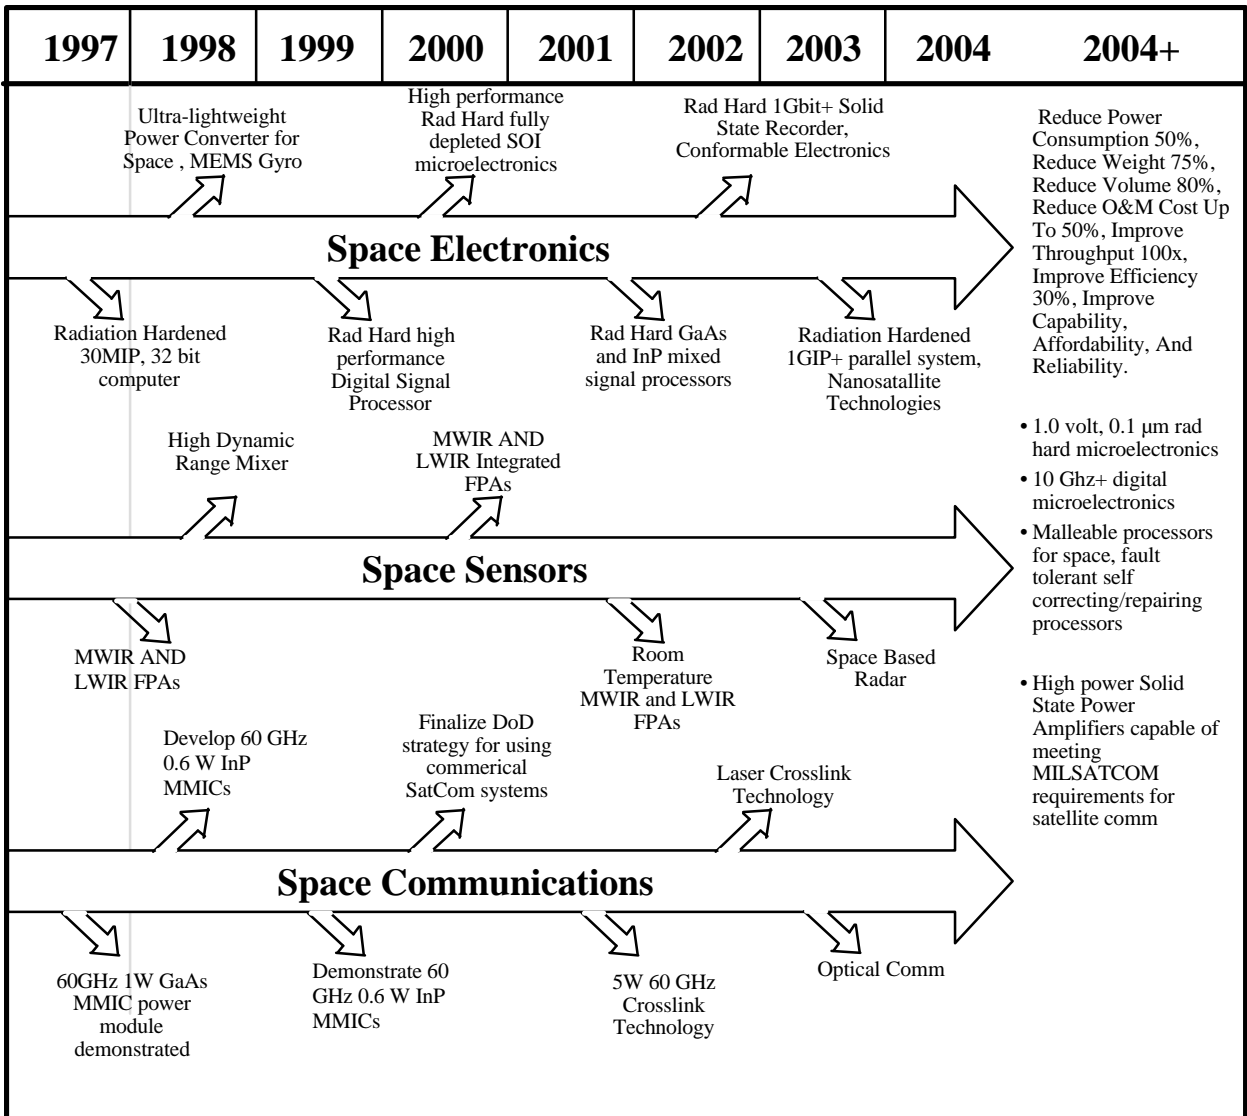 1997 1998 1999 2000 2001 2002 2003 2004 2004+
Ultra-lightweight
Power Converter for
Space , MEMS Gyro
High performance
Rad Hard fully
depleted SOI
microelectronics
Rad Hard 1Gbit+ Solid
State Recorder,
Conformable Electronics
Space Electronics
Radiation Hardened
30MIP, 32 bit
computer
Rad Hard high
performance
Digital Signal
Processor
Rad Hard GaAs
and InP mixed
signal processors
Radiation Hardened
1GIP+ parallel system,
Nanosatallite
Technologies
High Dynamic
Range Mixer
MWIR AND
LWIR Integrated
FPAs
Space Sensors
MWIR AND
LWIR FPAs
Room
Temperature
MWIR and LWIR
FPAs
Space Based
Radar
Develop 60 GHz
0.6 W InP
MMICs
Finalize DoD
strategy for using
commerical
SatCom systems
Laser Crosslink
Technology
Space Communications
60GHz 1W GaAs
MMIC power
module
demonstrated
Demonstrate 60
GHz 0.6 W InP
MMICs
5W 60 GHz
Crosslink
Technology
Optical Comm
Reduce Power
Consumption 50%,
Reduce Weight 75%,
Reduce Volume 80%,
Reduce O&M Cost Up
To 50%, Improve
Throughput 100x,
Improve Efficiency
30%, Improve
Capability,
Affordability, And
Reliability.
• 1.0 volt, 0.1 µm rad
hard microelectronics
• 10 Ghz+ digital
microelectronics
• Malleable processors
for space, fault
tolerant self
correcting/repairing
processors
• High power Solid
State Power
Amplifiers capable of
meeting
MILSATCOM
requirements for
satellite comm